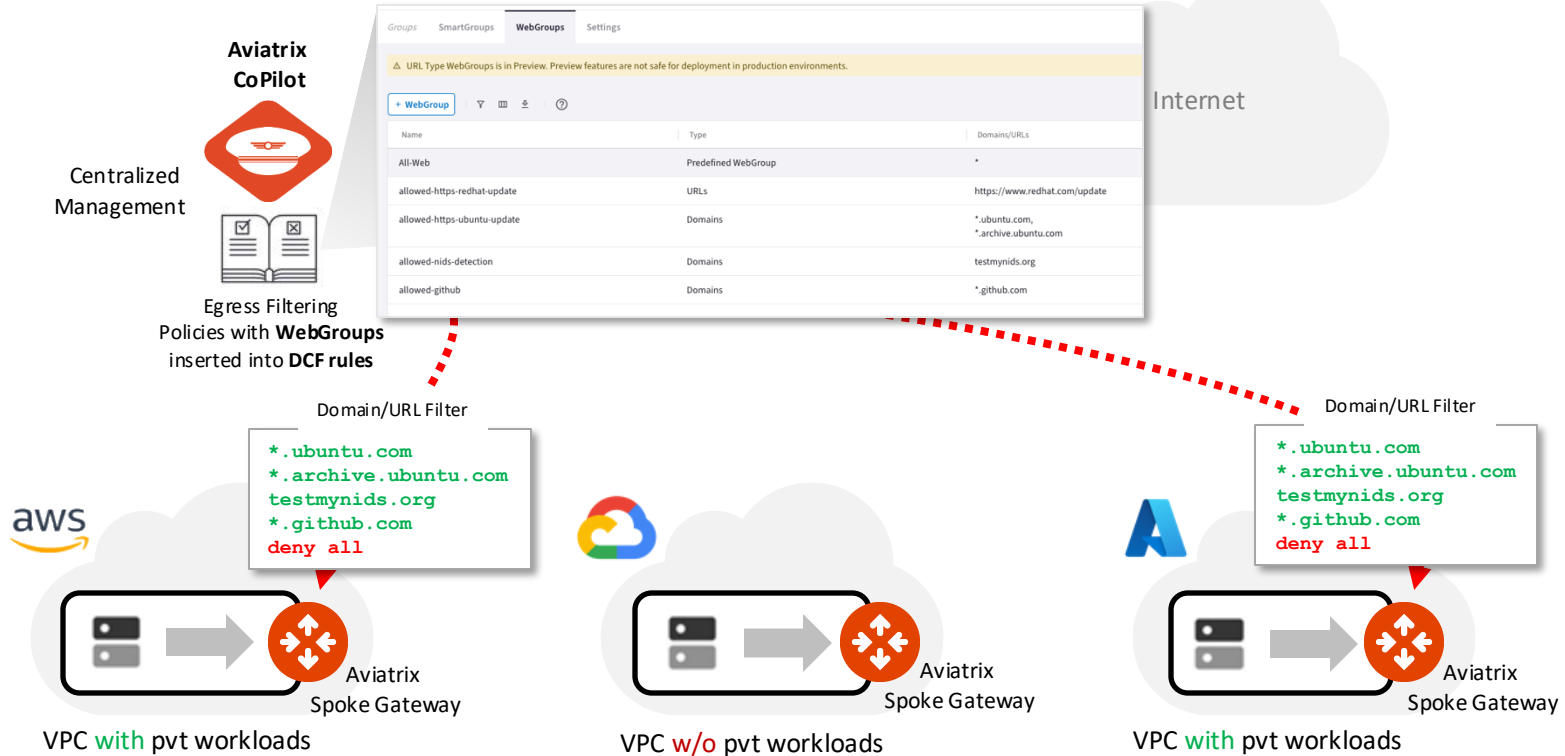 Aviatrix
CoPilot
Centralized
Management
Egress Filtering
Policies with WebGroups
inserted into DCF rules
Groups SmartGroups WebGroups Settings
URL Type WebGroups is in Preview. Preview features are not safe for deployment in production environments.
+ WebGroup
Name Type Domains/URLs
All-Web Predefined WebGroup *
allowed-https-redhat-update URLs https://www.redhat.com/update
allowed-https-ubuntu-update Domains *.ubuntu.com,
*.archive.ubuntu.com
allowed-nids-detection Domains testmynids.org
allowed-github Domains *.github.com
Internet
Domain/URL Filter
*.ubuntu.com
*.archive.ubuntu.com
testmynids.org
*.github.com
deny all
aws
Aviatrix
Spoke Gateway
VPC with pvt workloads
Aviatrix
Spoke Gateway
VPC w/o pvt workloads
Domain/URL Filter
*.ubuntu.com
*.archive.ubuntu.com
testmynids.org
*.github.com
deny all
Aviatrix
Spoke Gateway
VPC with pvt workloads